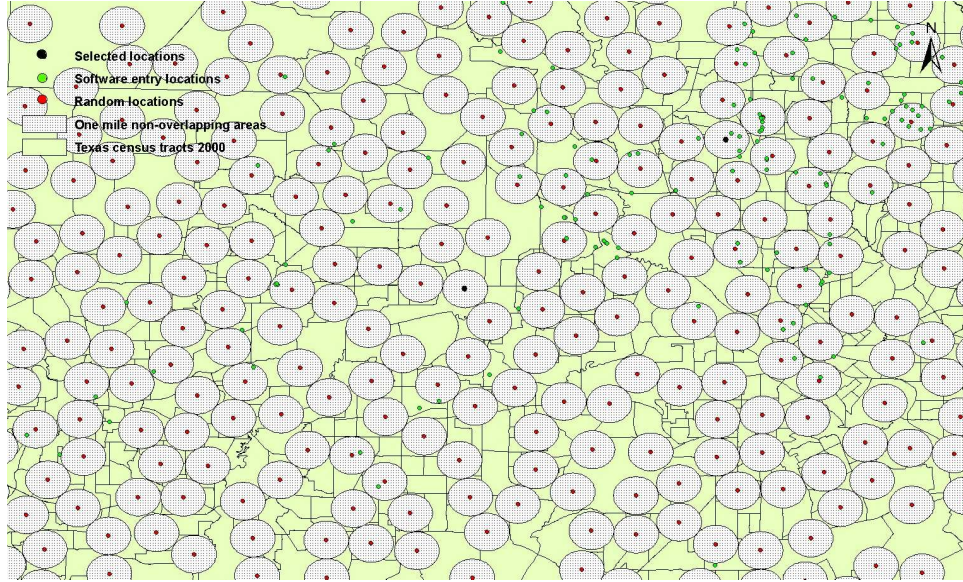 N
Selected locations
Software entry locations
Random locations
One mile non-overlapping areas
Texas census tracts 2000